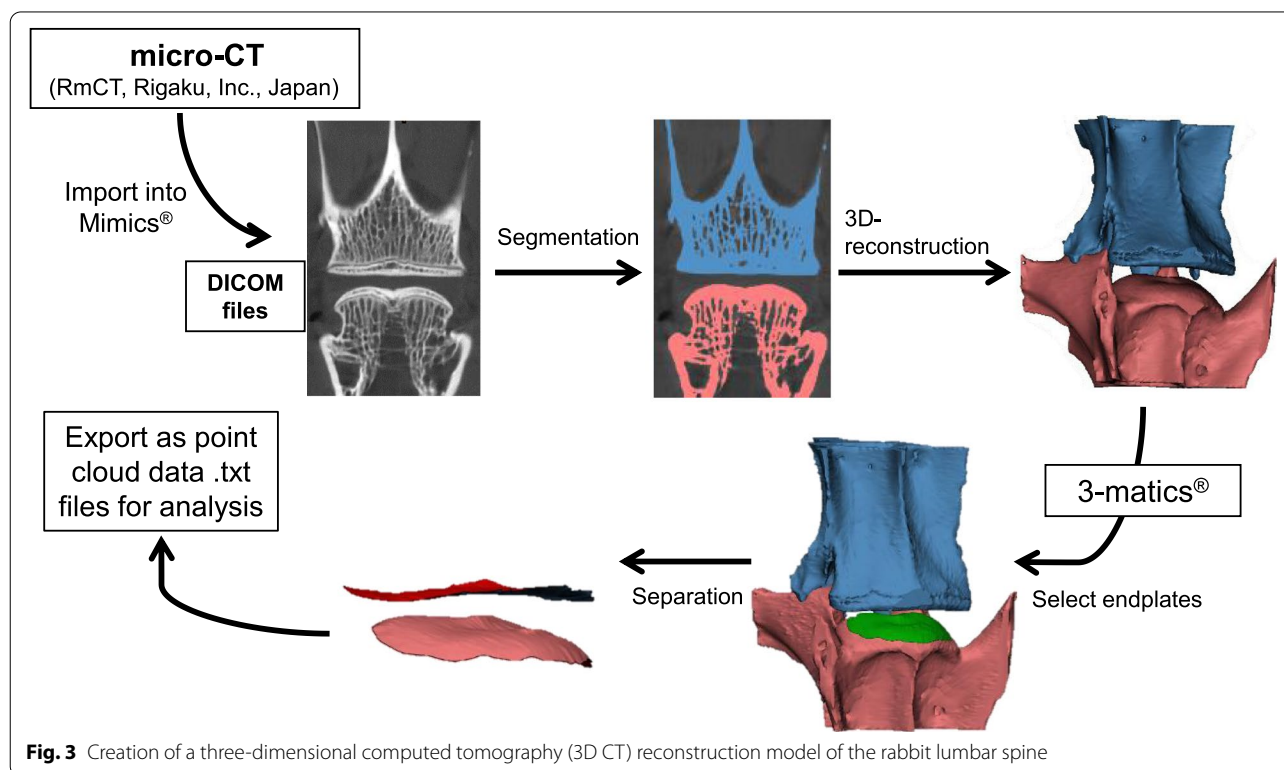 micro-CT
(RmCT, Rigaku, Inc., Japan)
Import into
Mimics®
DICOM
files
Segmentation
3D-
reconstruction
3-matics®
Select endplates
Separation
Export as point
cloud data .txt
files for analysis
Fig. 3 Creation of a three-dimensional computed tomography (3D CT) reconstruction model of the rabbit lumbar spine